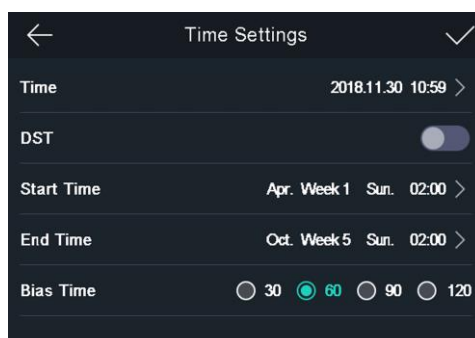 Time Settings
Time 2018.11.30 10:59
DST
Start Time Apr. Week 1 Sun. 02:00
End Time Oct. Week 5 Sun. 02:00
Bias Time 30 60 90 120